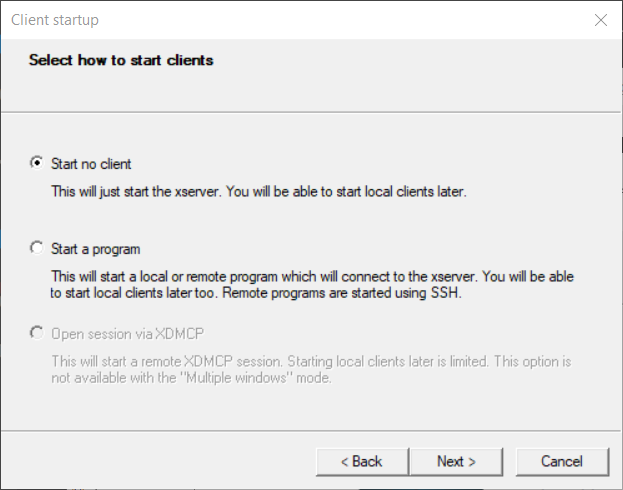 Client startup
Select how to start clients
Start no client
This will just start the xserver. You will be able to start local clients later.
Start a program
This will start a local or remote program which will connect to the xserver. You will be able
to start local clients later too. Remote programs are started using SSH.
Open session via XDMCP
This will start a remote XDMCP session. Starting local clients later is limited. This option is
not available with the "Multiple windows" mode.
< Back
Next >
Cancel